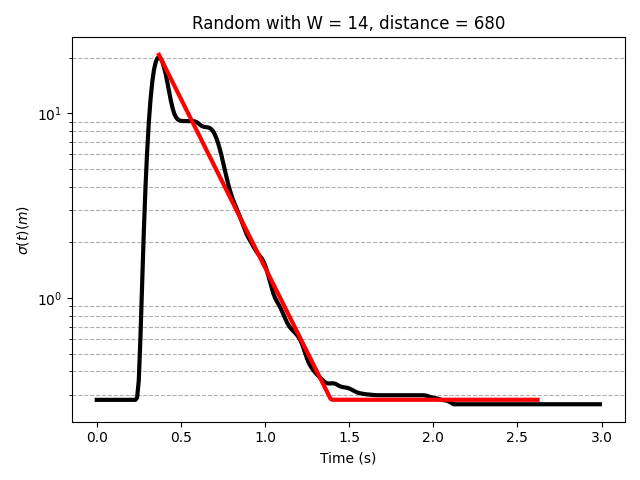 Random with W = 14, distance = 680
σ(t)(m)
10¹
10⁰
0.0 0.5 1.0 1.5 2.0 2.5 3.0
Time (s)